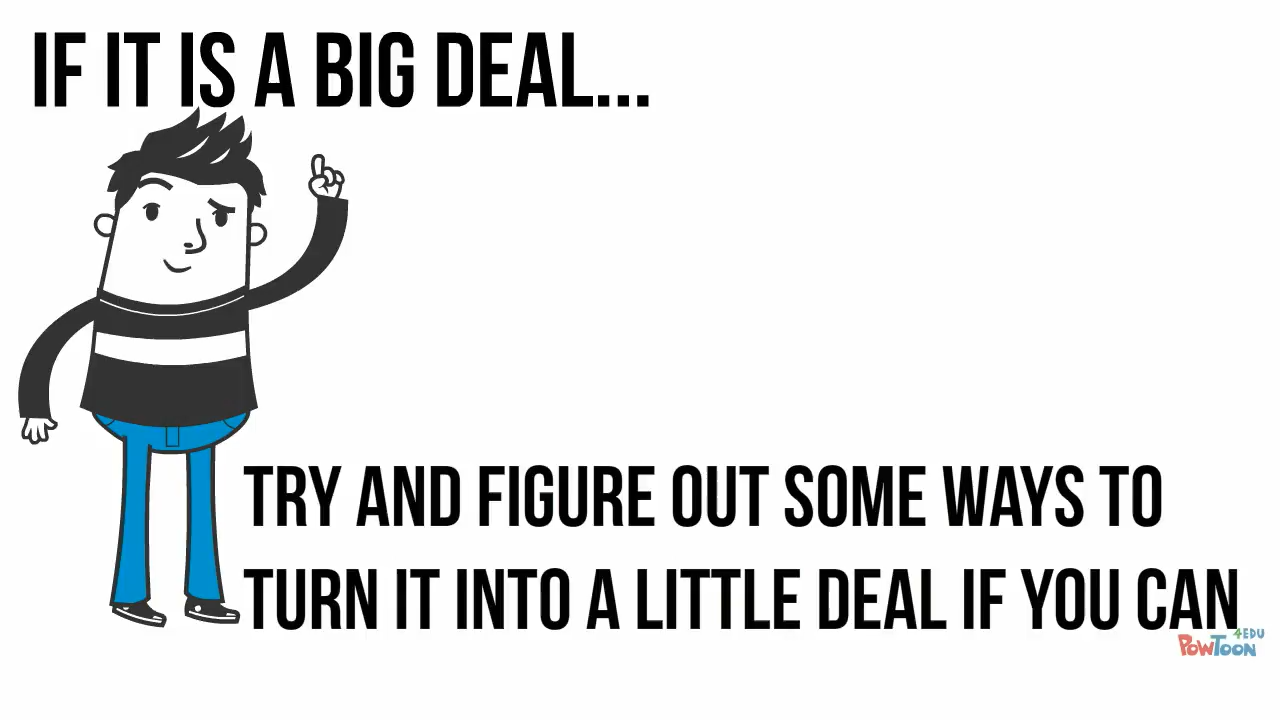 IF IT IS A BIG DEAL...
TRY AND FIGURE OUT SOME WAYS TO
TURN IT INTO A LITTLE DEAL IF YOU CAN
4EDU
POWTOON